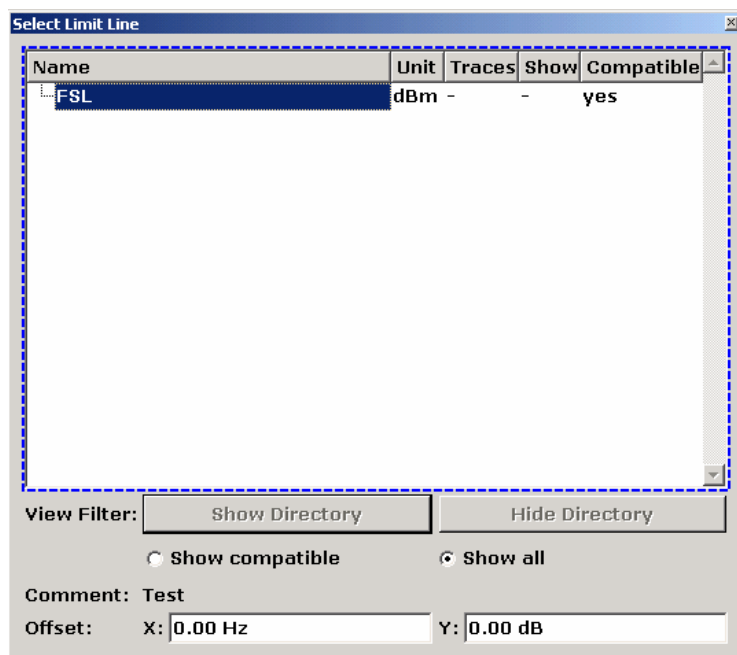 Select Limit Line
Name Unit Traces Show Compatible
FSL dBm - - yes
View Filter: Show Directory Hide Directory
Show compatible Show all
Comment: Test
Offset: X: 0.00 Hz Y: 0.00 dB